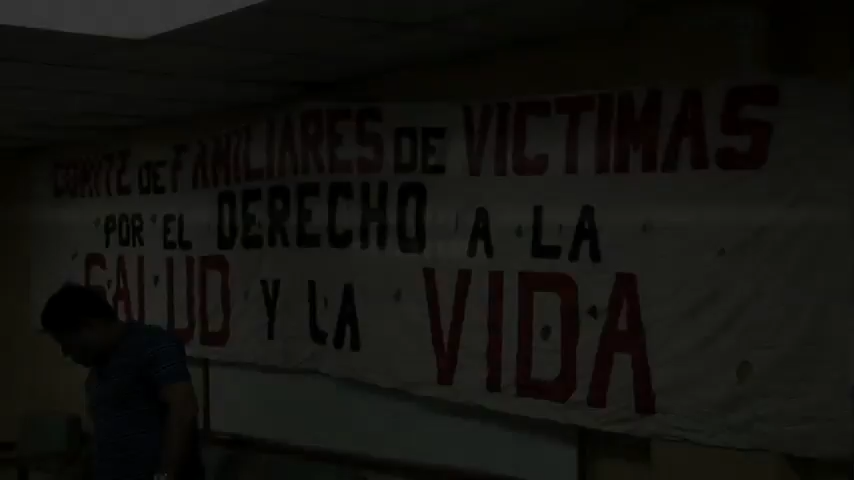 COMITE DE FAMILIARES DE VICTIMAS
POR EL DERECHO A LA
SALUD Y LA VIDA